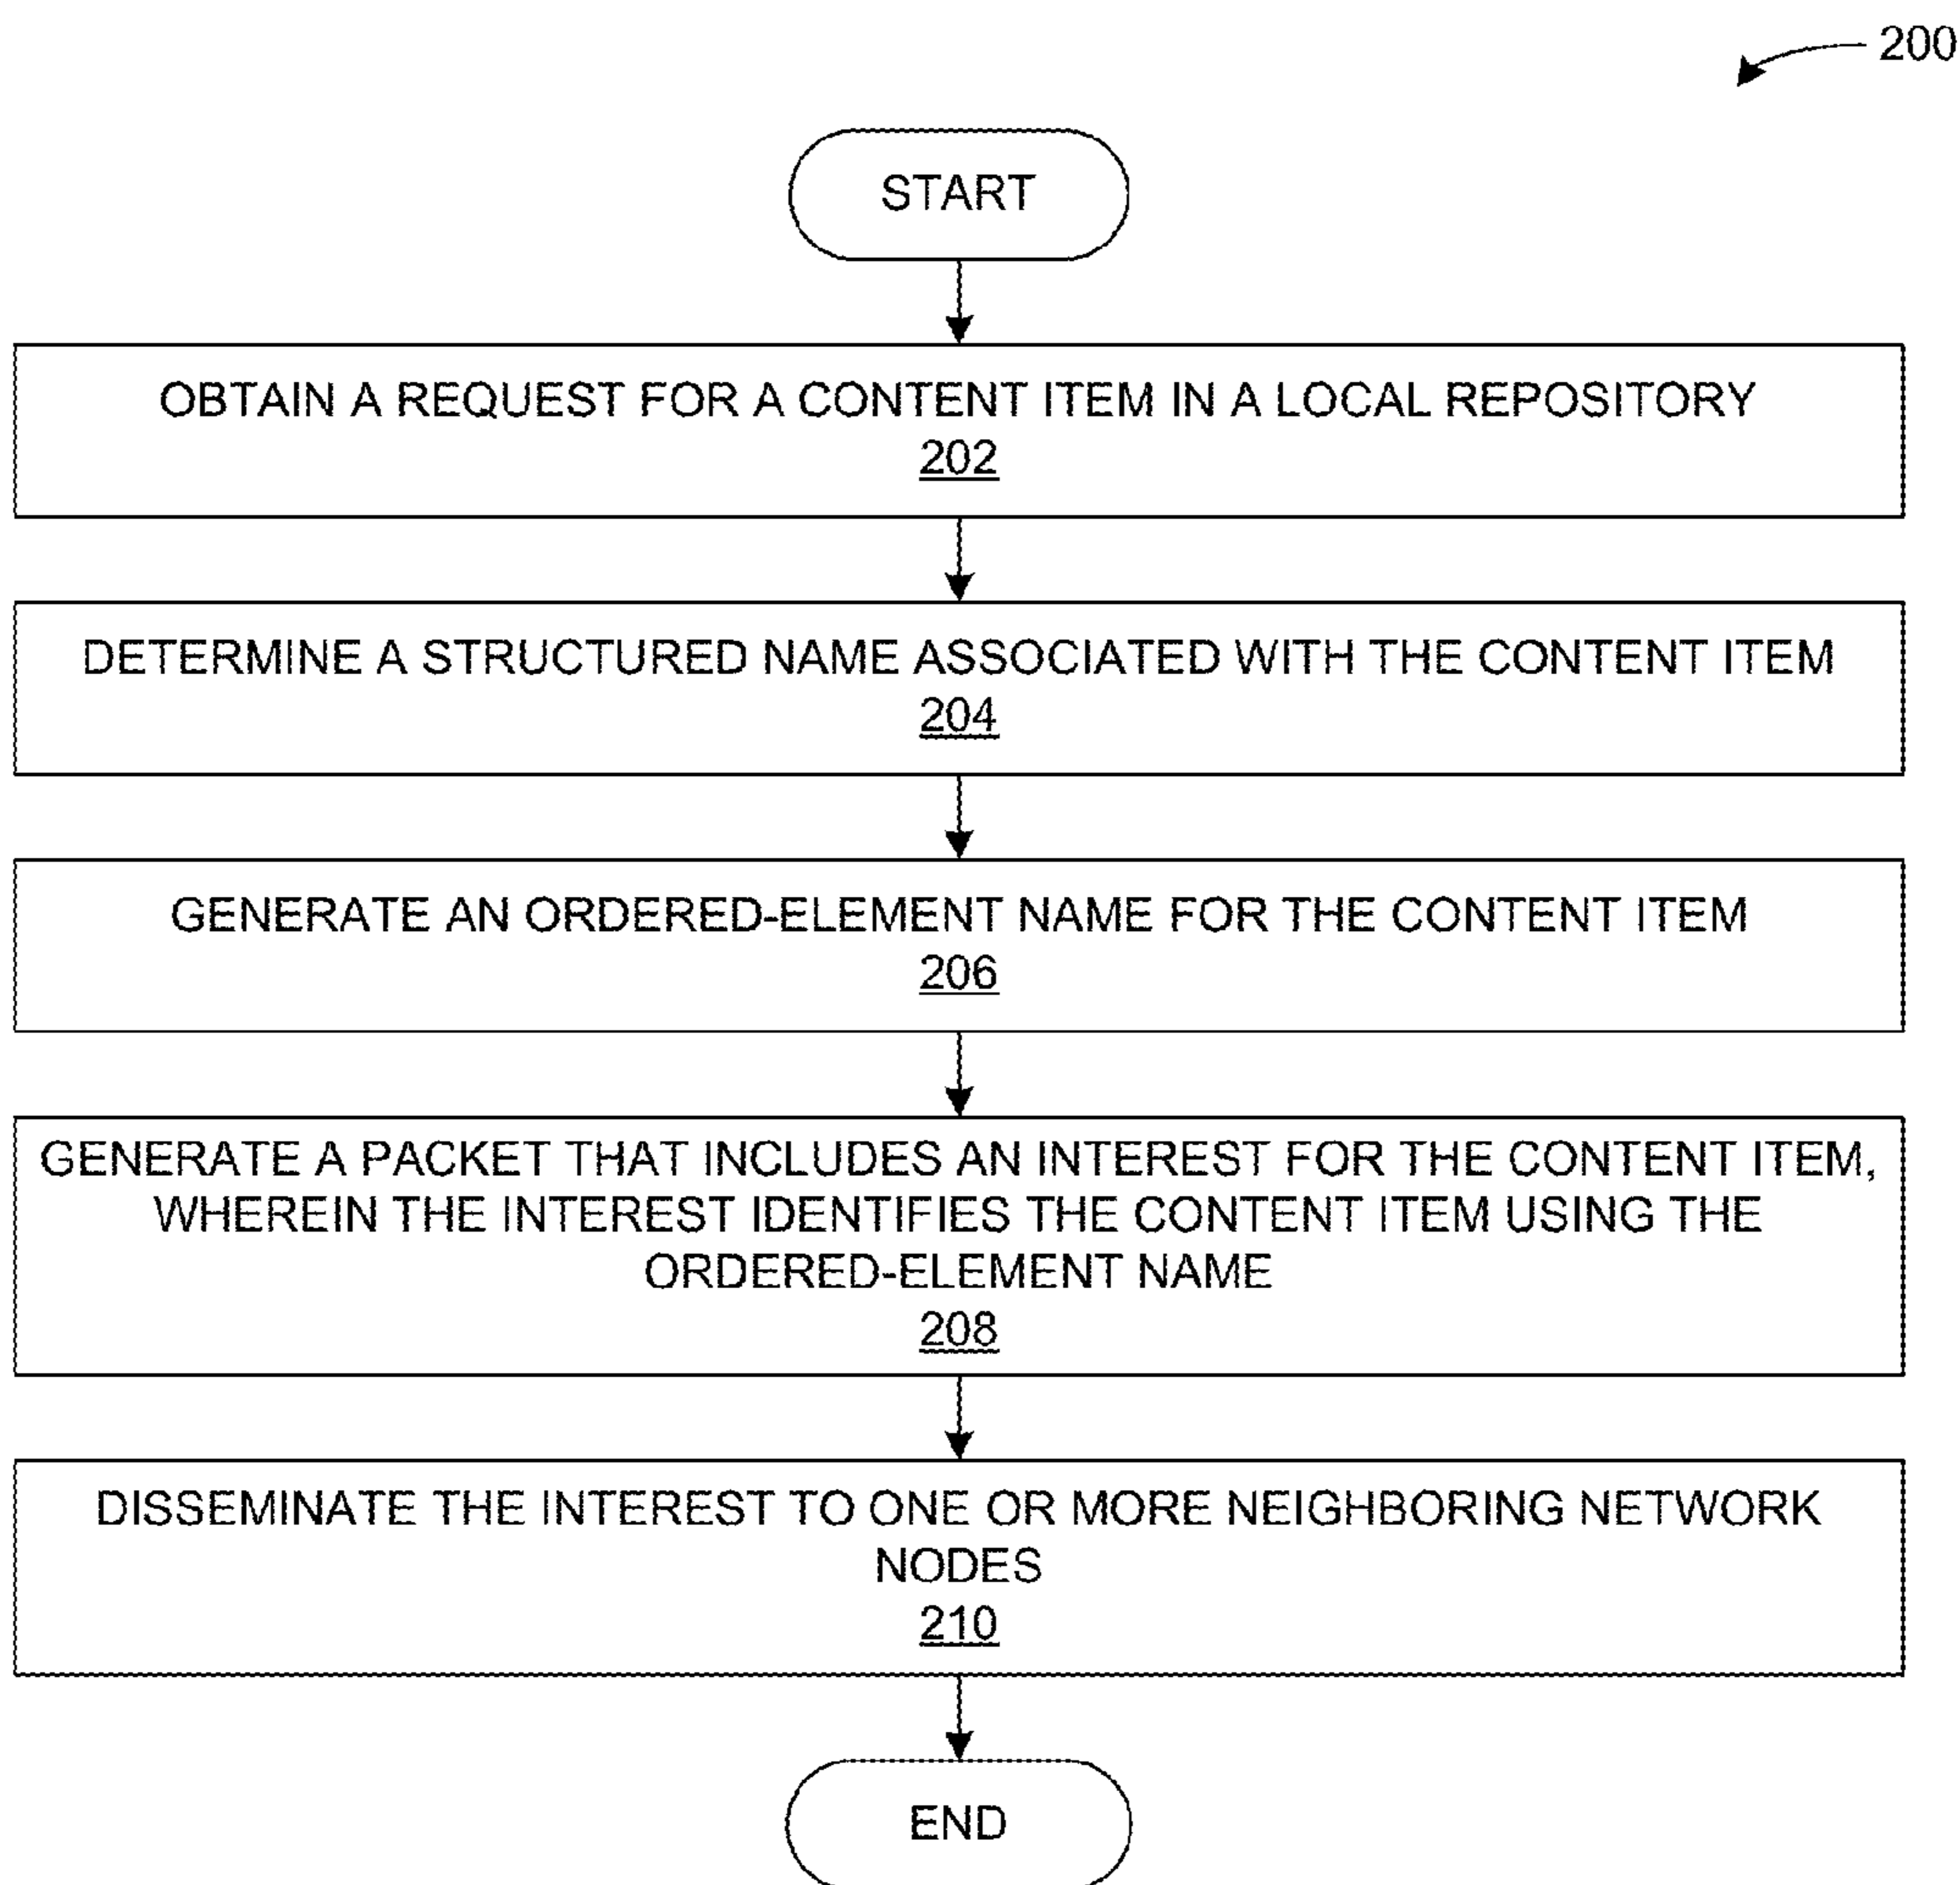 200
START
OBTAIN A REQUEST FOR A CONTENT ITEM IN A LOCAL REPOSITORY
202
DETERMINE A STRUCTURED NAME ASSOCIATED WITH THE CONTENT ITEM
204
GENERATE AN ORDERED-ELEMENT NAME FOR THE CONTENT ITEM
206
GENERATE A PACKET THAT INCLUDES AN INTEREST FOR THE CONTENT ITEM,
WHEREIN THE INTEREST IDENTIFIES THE CONTENT ITEM USING THE
ORDERED-ELEMENT NAME
208
DISSEMINATE THE INTEREST TO ONE OR MORE NEIGHBORING NETWORK
NODES
210
END